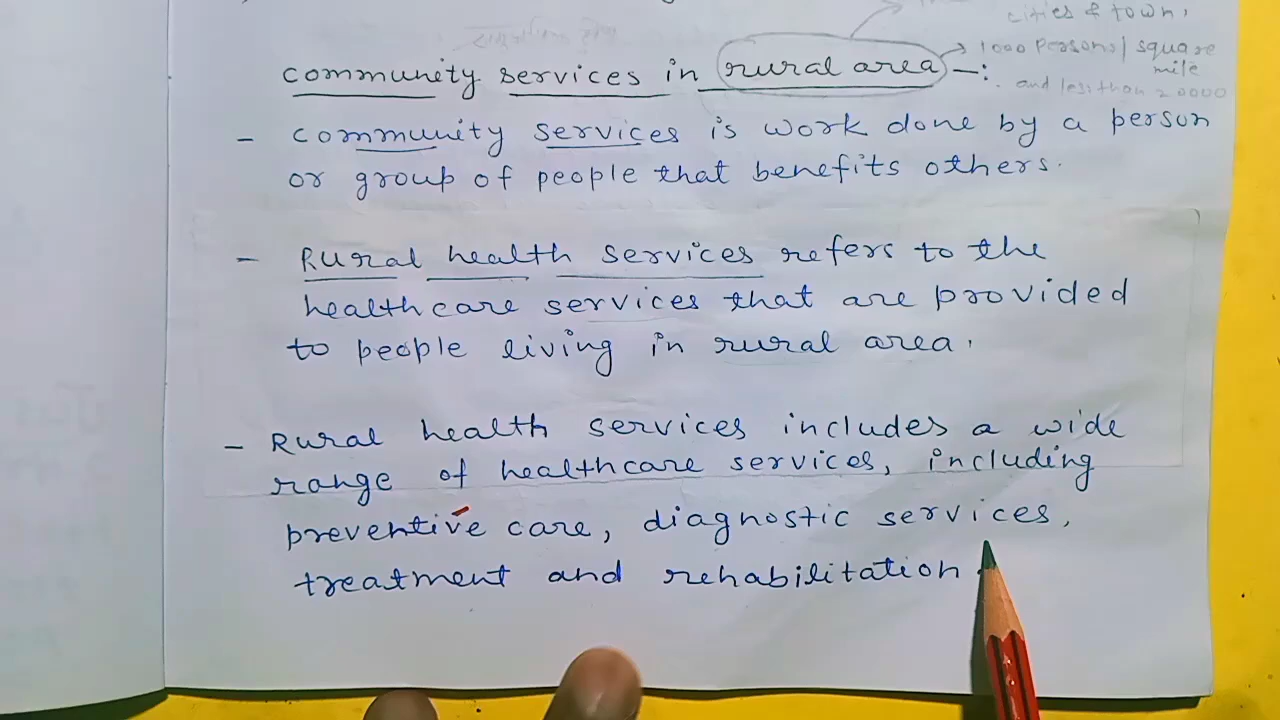 cities & town,
community services in rural area -:
→ 1000 Persons/square mile
and less than 20000
- community services is work done by a person
or group of people that benefits others.
- Rural health services refers to the
healthcare services that are provided
to people living in rural area.
- Rural health services includes a wide
range of healthcare services, including
preventive care, diagnostic services,
treatment and rehabilitation